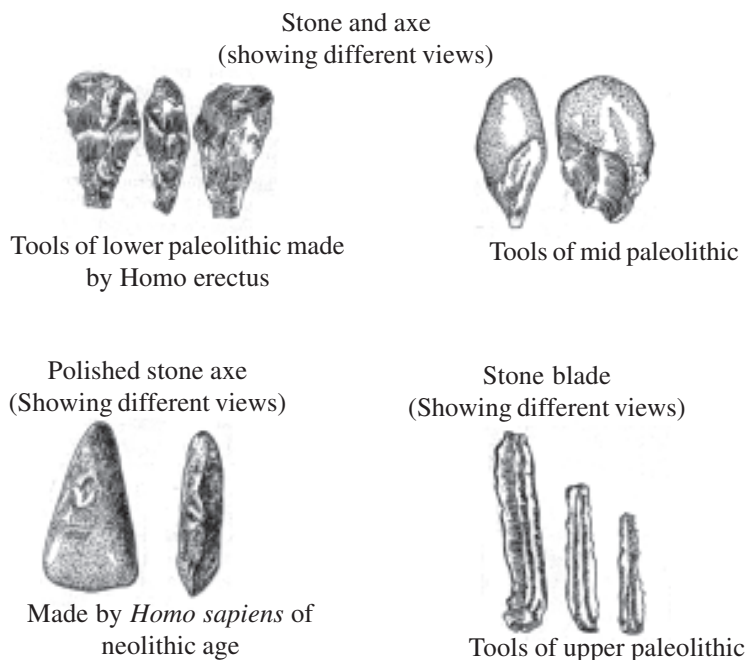 Stone and axe
(showing different views)
Tools of lower paleolithic made
by Homo erectus
Tools of mid paleolithic
Polished stone axe
(Showing different views)
Stone blade
(Showing different views)
Made by Homo sapiens of
neolithic age
Tools of upper paleolithic